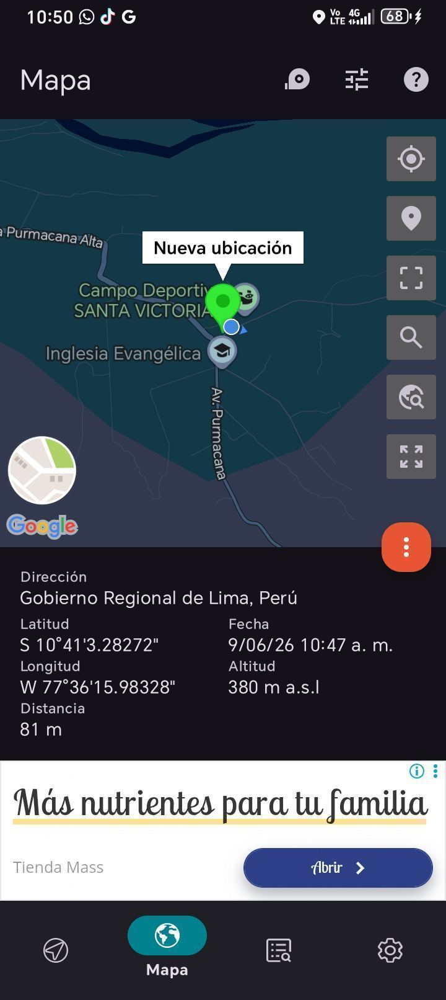 10:50
Vo LTE 4G 68
Mapa
Purmacana Alta
Nueva ubicación
Campo Deportiv
SANTA VICTORIA
Inglesia Evangélica
Av. Purmacana
Google
Dirección
Gobierno Regional de Lima, Perú
Latitud Fecha
S 10°41'3.28272" 9/06/26 10:47 a. m.
Longitud Altitud
W 77°36'15.98328" 380 m a.s.l
Distancia
81 m
Más nutrientes para tu familia
Tienda Mass Abrir
Mapa